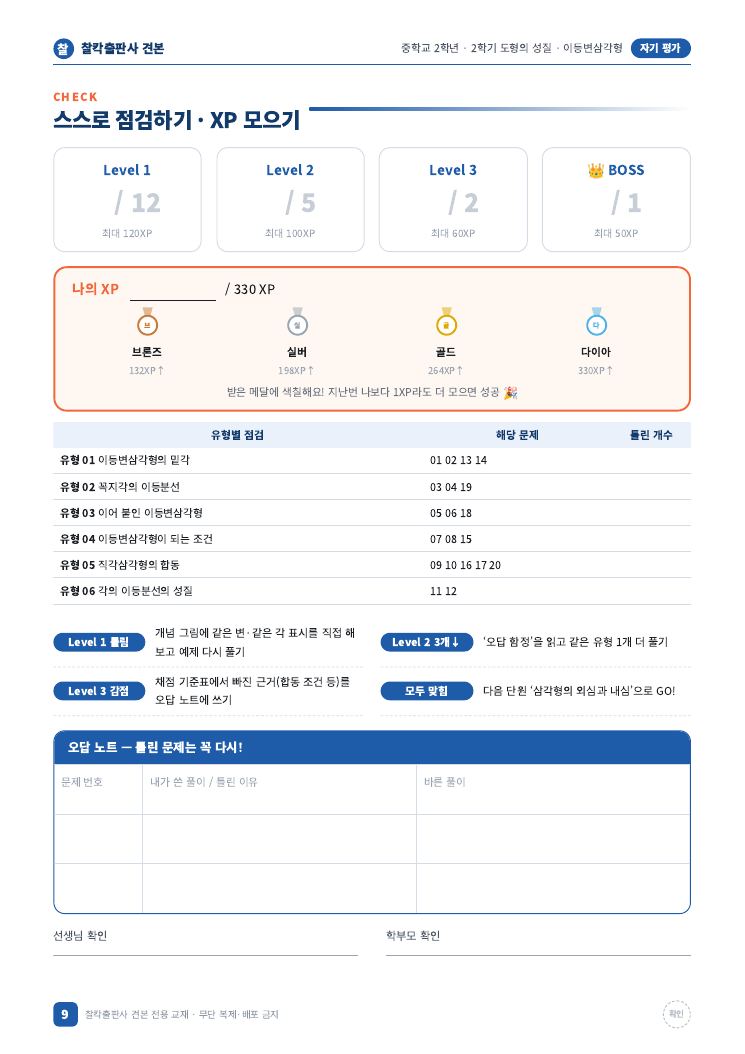 찰 찰칵출판사 견본
중학교 2학년 · 2학기 도형의 성질 · 이등변삼각형 자기 평가
CHECK
스스로 점검하기 · XP 모으기
Level 1
/ 12
최대 120XP
Level 2
/ 5
최대 100XP
Level 3
/ 2
최대 60XP
👑 BOSS
/ 1
최대 50XP
나의 XP / 330 XP
브
브론즈
132XP↑
실
실버
198XP↑
골
골드
264XP↑
다
다이아
330XP↑
받은 메달에 색칠해요! 지난번 나보다 1XP라도 더 모으면 성공 🎉
유형별 점검 해당 문제 틀린 개수
유형 01 이등변삼각형의 밑각 01 02 13 14
유형 02 꼭지각의 이등분선 03 04 19
유형 03 이어 붙인 이등변삼각형 05 06 18
유형 04 이등변삼각형이 되는 조건 07 08 15
유형 05 직각삼각형의 합동 09 10 16 17 20
유형 06 각의 이등분선의 성질 11 12
Level 1 틀림
개념 그림에 같은 변·같은 각 표시를 직접 해
보고 예제 다시 풀기
Level 2 3개↓
‘오답 함정’을 읽고 같은 유형 1개 더 풀기
Level 3 감점
채점 기준표에서 빠진 근거(합동 조건 등)를
오답 노트에 쓰기
모두 맞힘
다음 단원 ‘삼각형의 외심과 내심’으로 GO!
오답 노트 — 틀린 문제는 꼭 다시!
문제 번호 내가 쓴 풀이 / 틀린 이유 바른 풀이
선생님 확인 학부모 확인
9 찰칵출판사 견본 전용 교재 · 무단 복제·배포 금지
확인